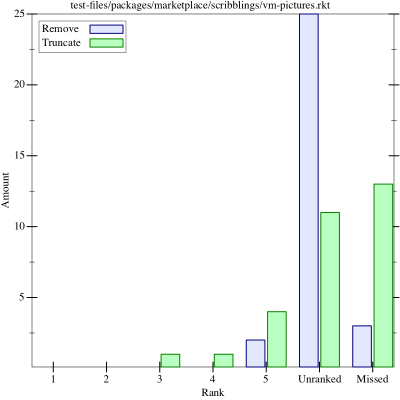 test-files/packages/marketplace/scribblings/vm-pictures.rkt
25
Remove
Truncate
20
15
Amount
10
5
1 2 3 4 5 Unranked Missed
Rank